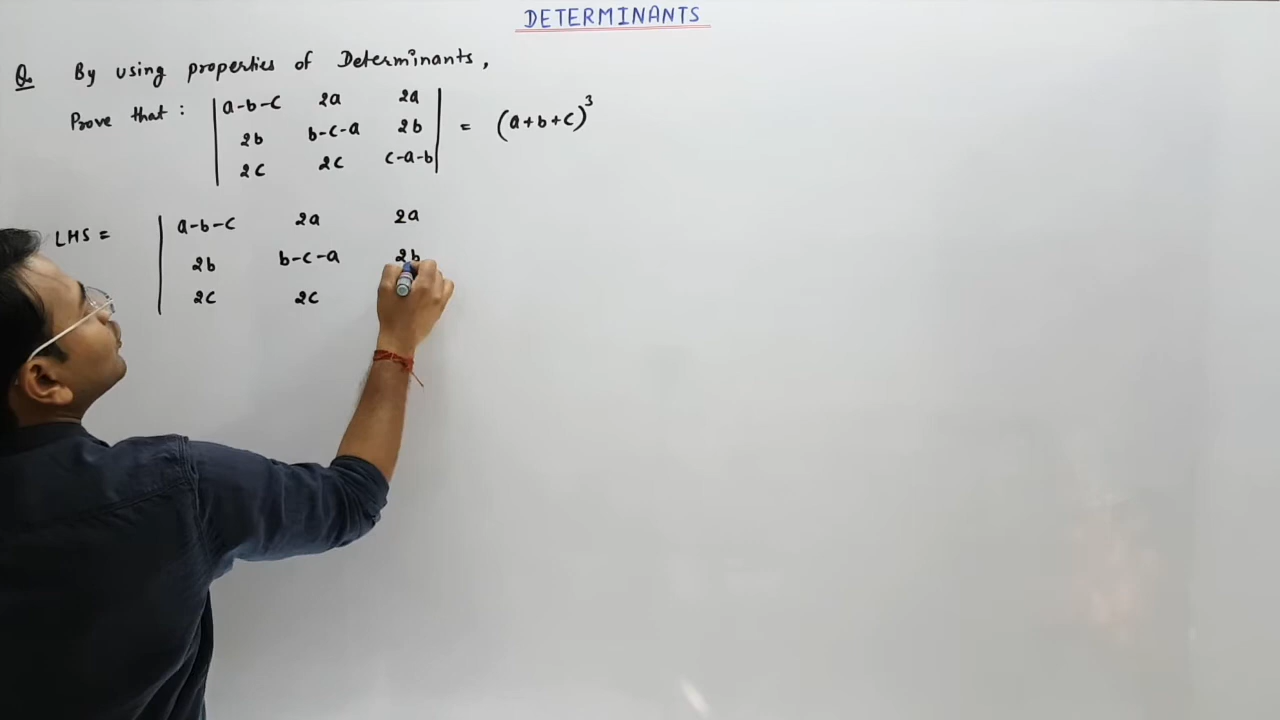 DETERMINANTS
Q. By using properties of Determinants,
Prove that : | a-b-c 2a 2a |
| 2b b-c-a 2b | = (a+b+c)³
| 2c 2c c-a-b |
LHS = | a-b-c 2a 2a
2b b-c-a 2b
2c 2c